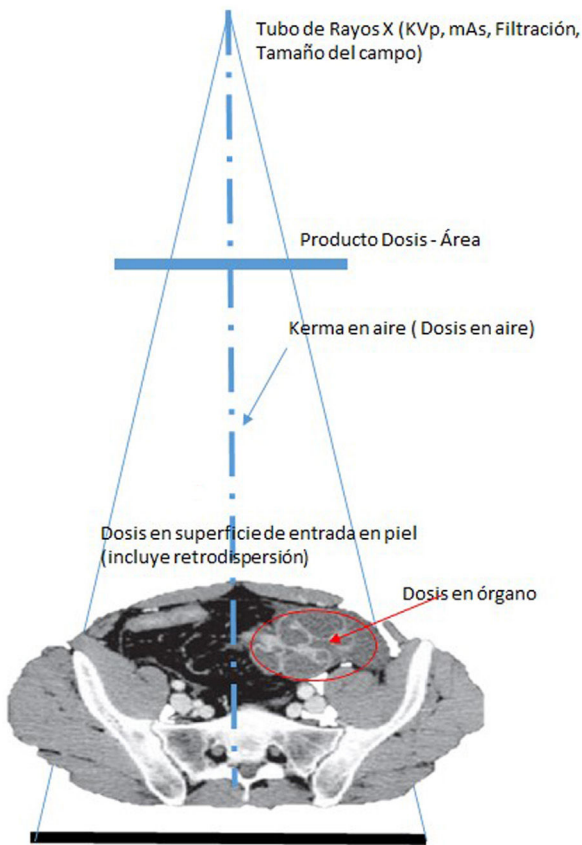 Tubo de Rayos X (KVp, mAs, Filtración,
Tamaño del campo)
Producto Dosis - Área
Kerma en aire ( Dosis en aire)
Dosis en superficie de entrada en piel
(incluye retrodispersión)
Dosis en órgano